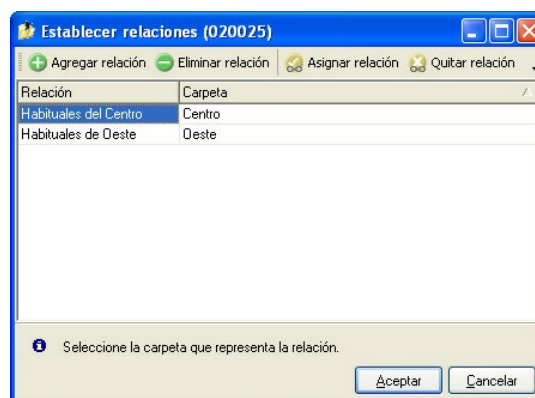 Establecer relaciones (020025)
Agregar relación Eliminar relación Asignar relación Quitar relación
Relación Carpeta
Habituales del Centro Centro
Habituales de Oeste Oeste
Seleccione la carpeta que representa la relación.
Aceptar Cancelar